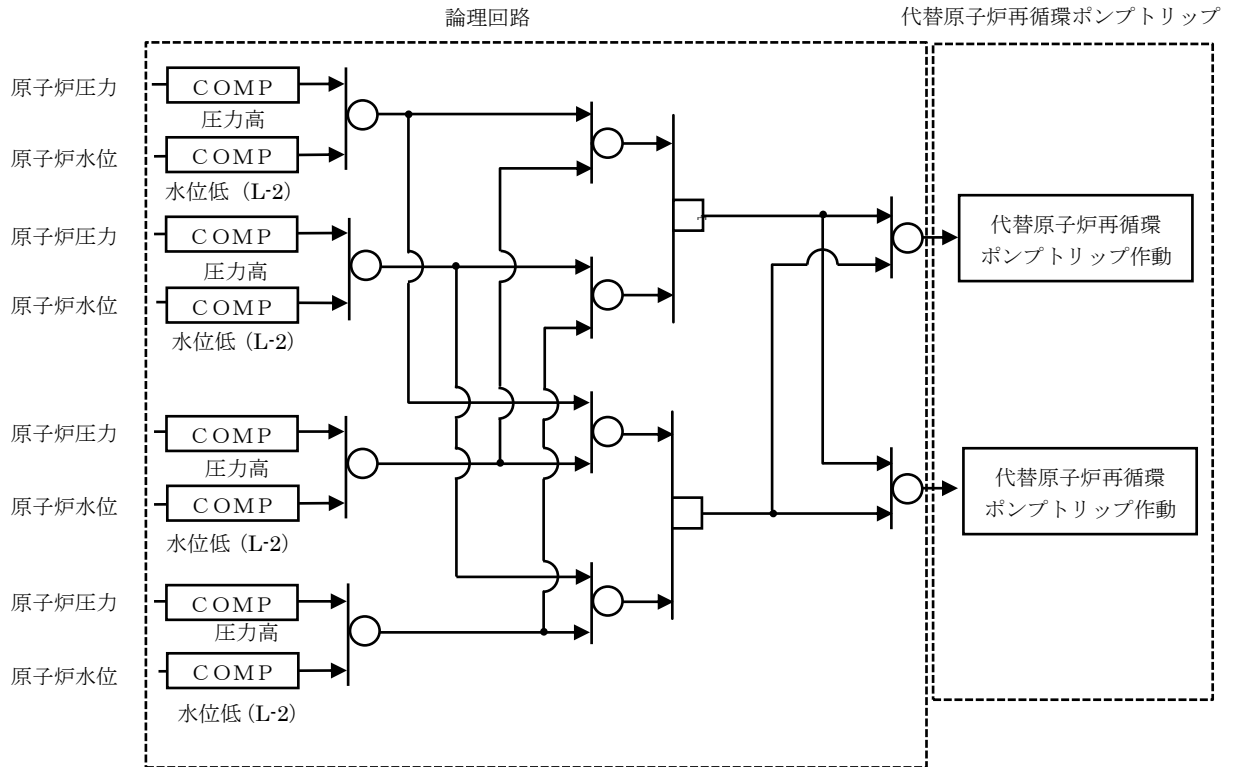 論理回路
代替原子炉再循環ポンプトリップ
原子炉圧力
COMP
圧力高
原子炉水位
COMP
水位低 (L-2)
原子炉圧力
COMP
圧力高
原子炉水位
COMP
水位低 (L-2)
代替原子炉再循環
ポンプトリップ作動
原子炉圧力
COMP
圧力高
原子炉水位
COMP
水位低 (L-2)
代替原子炉再循環
ポンプトリップ作動
原子炉圧力
COMP
圧力高
原子炉水位
COMP
水位低 (L-2)